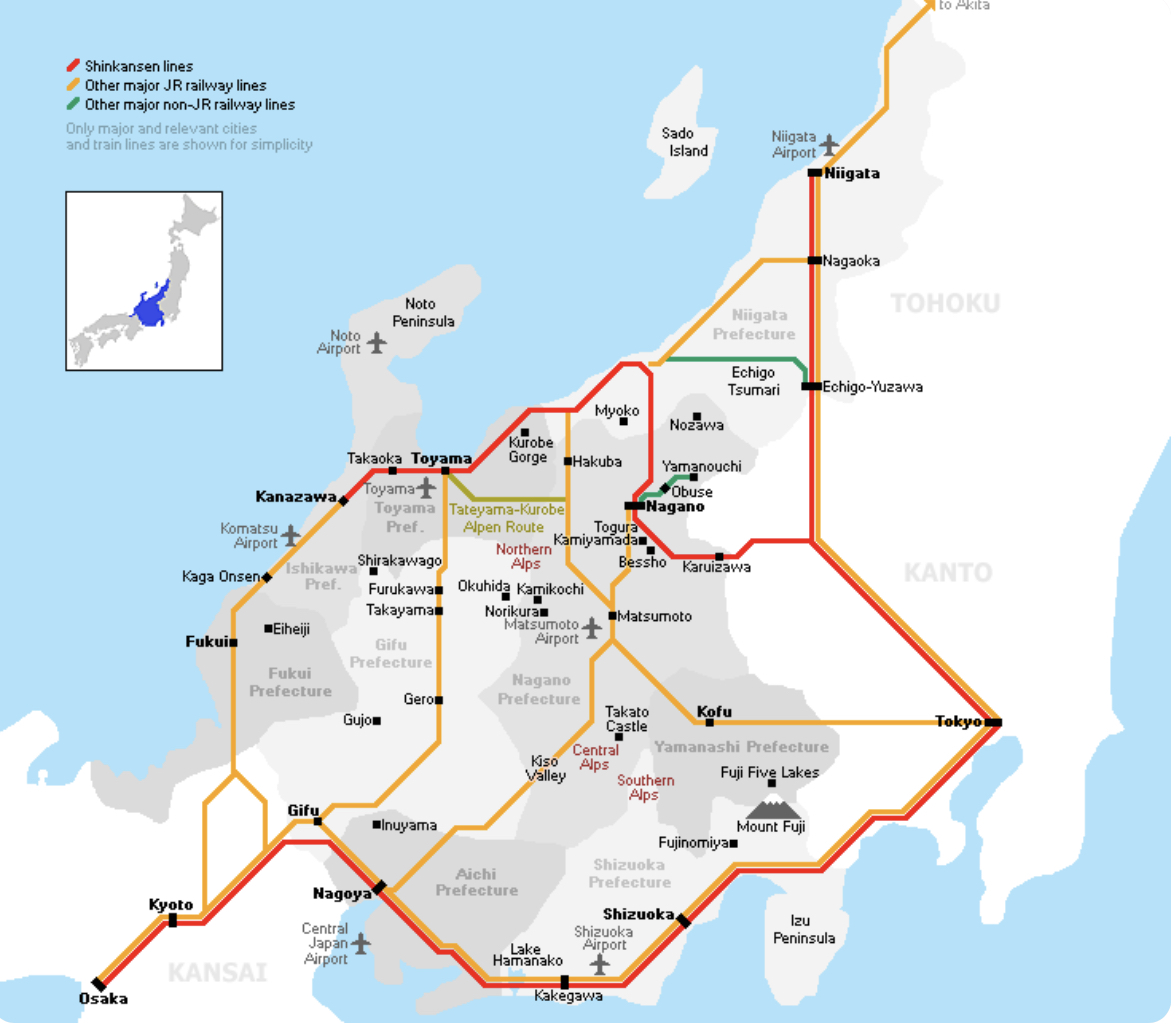 to Akita
Shinkansen lines
Other major JR railway lines
Other major non-JR railway lines
Only major and relevant cities
and train lines are shown for simplicity
Sado
Island
Niigata
Airport
Niigata
Nagaoka
TOHOKU
Niigata
Prefecture
Noto
Peninsula
Noto
Airport
Echigo
Tsumari
Echigo-Yuzawa
Myoko
Nozawa
Kurobe
Gorge
Hakuba
Takaoka
Toyama
Yamanouchi
Obuse
Toyama
Toyama
Pref.
Kanazawa
Nagano
Tateyama-Kurobe
Alpen Route
Komatsu
Airport
Togura
Kamiyamada
Bessho
Karuizawa
Northern
Alps
Shirakawago
Ishikawa
Pref.
Kaga Onsen
KANTO
Furukawa
Okuhida
Kamikochi
Takayama
Norikura
Matsumoto
Matsumoto
Airport
Eiheiji
Fukui
Gifu
Prefecture
Fukui
Prefecture
Nagano
Prefecture
Gero
Gujo
Takato
Castle
Kofu
Tokyo
Central
Alps
Yamanashi Prefecture
Kiso
Valley
Southern
Alps
Fuji Five Lakes
Gifu
Inuyama
Mount Fuji
Fujinomiya
Shizuoka
Prefecture
Aichi
Prefecture
Nagoya
Kyoto
Shizuoka
Shizuoka
Airport
Izu
Peninsula
Central
Japan
Airport
Lake
Hamanako
KANSAI
Kakegawa
Osaka